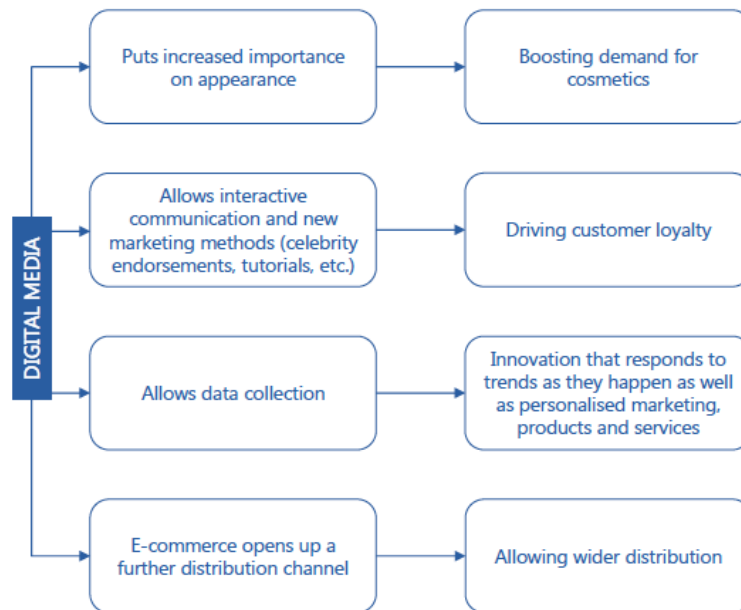 Puts increased importance
on appearance
Boosting demand for
cosmetics
Allows interactive
communication and new
marketing methods (celebrity
endorsements, tutorials, etc.)
Driving customer loyalty
DIGITAL MEDIA
Allows data collection
Innovation that responds to
trends as they happen as well
as personalised marketing,
products and services
E-commerce opens up a
further distribution channel
Allowing wider distribution